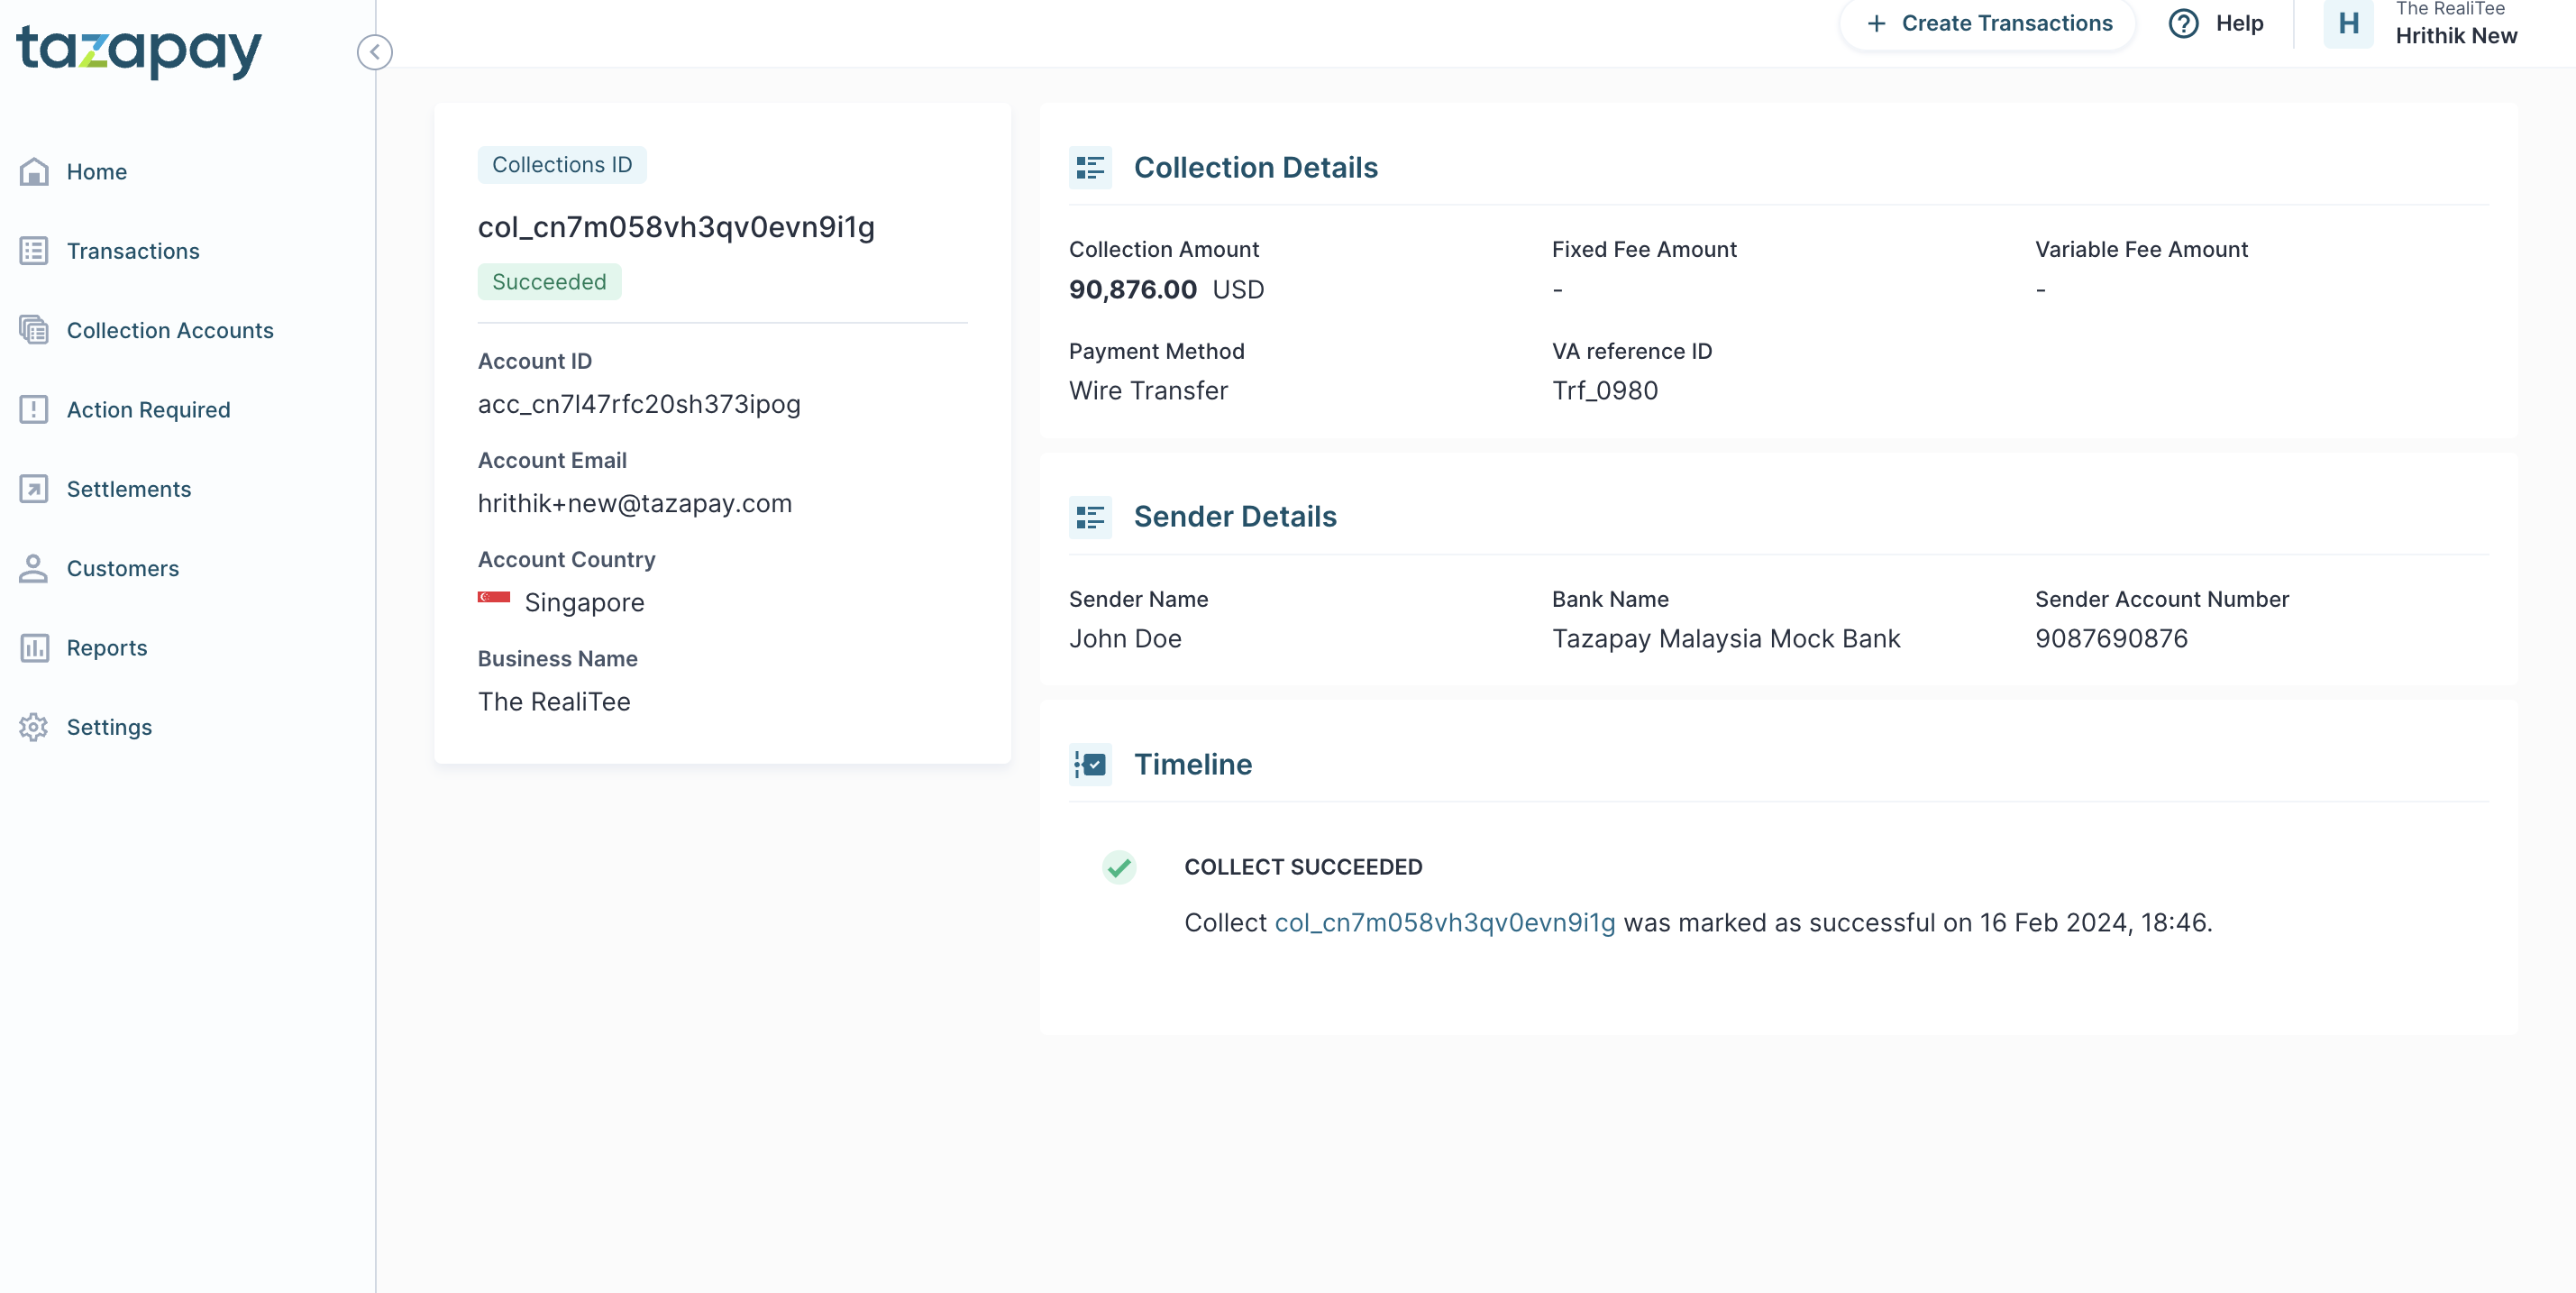 tazapay
Home
Transactions
Collection Accounts
Action Required
Settlements
Customers
Reports
Settings
+ Create Transactions
? Help
H
The RealiTee
Hrithik New
Collections ID
col_cn7m058vh3qv0evn9i1g
Succeeded
Account ID
acc_cn7l47rfc20sh373ipog
Account Email
hrithik+new@tazapay.com
Account Country
Singapore
Business Name
The RealiTee
Collection Details
Collection Amount
90,876.00 USD
Fixed Fee Amount
-
Variable Fee Amount
-
Payment Method
Wire Transfer
VA reference ID
Trf_0980
Sender Details
Sender Name
John Doe
Bank Name
Tazapay Malaysia Mock Bank
Sender Account Number
9087690876
Timeline
COLLECT SUCCEEDED
Collect col_cn7m058vh3qv0evn9i1g was marked as successful on 16 Feb 2024, 18:46.